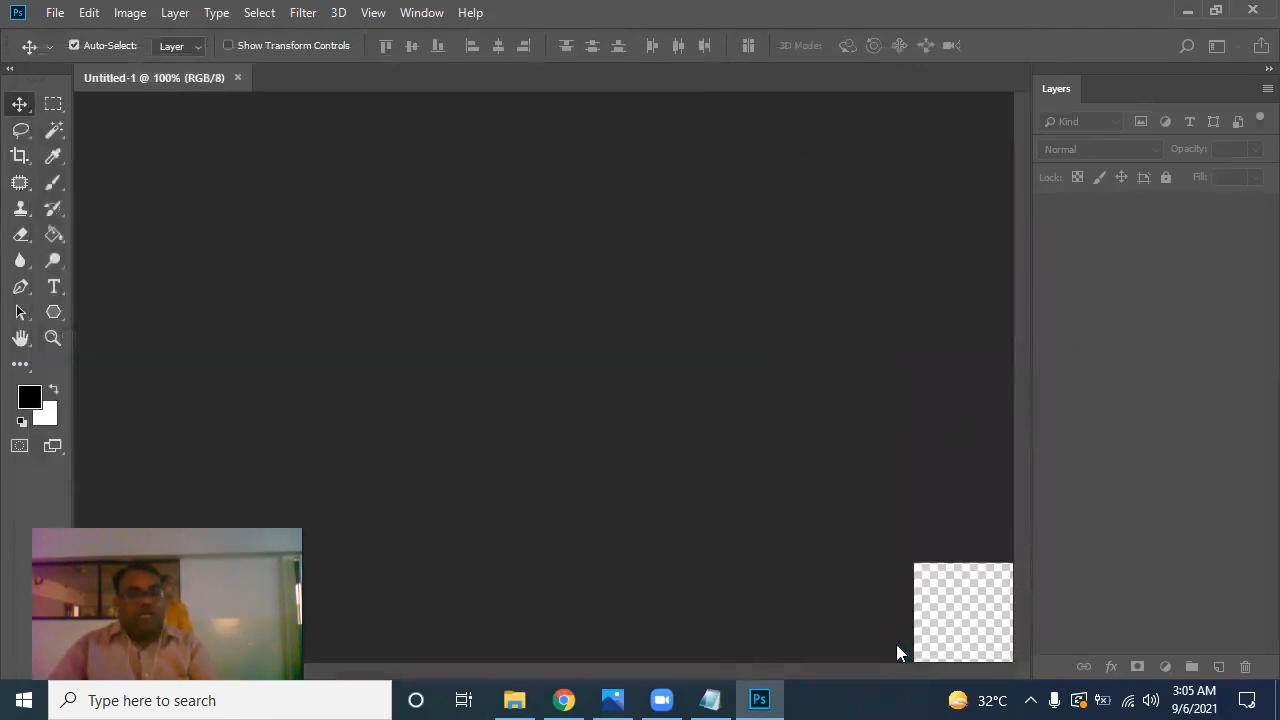 Ps File Edit Image Layer Type Select Filter 3D View Window Help
Auto-Select: Layer Show Transform Controls 3D Mode:
Untitled-1 @ 100% (RGB/8) ×
Layers
Kind
Normal Opacity:
Lock: Fill:
Type here to search
Ps
32°C
3:05 AM
9/6/2021